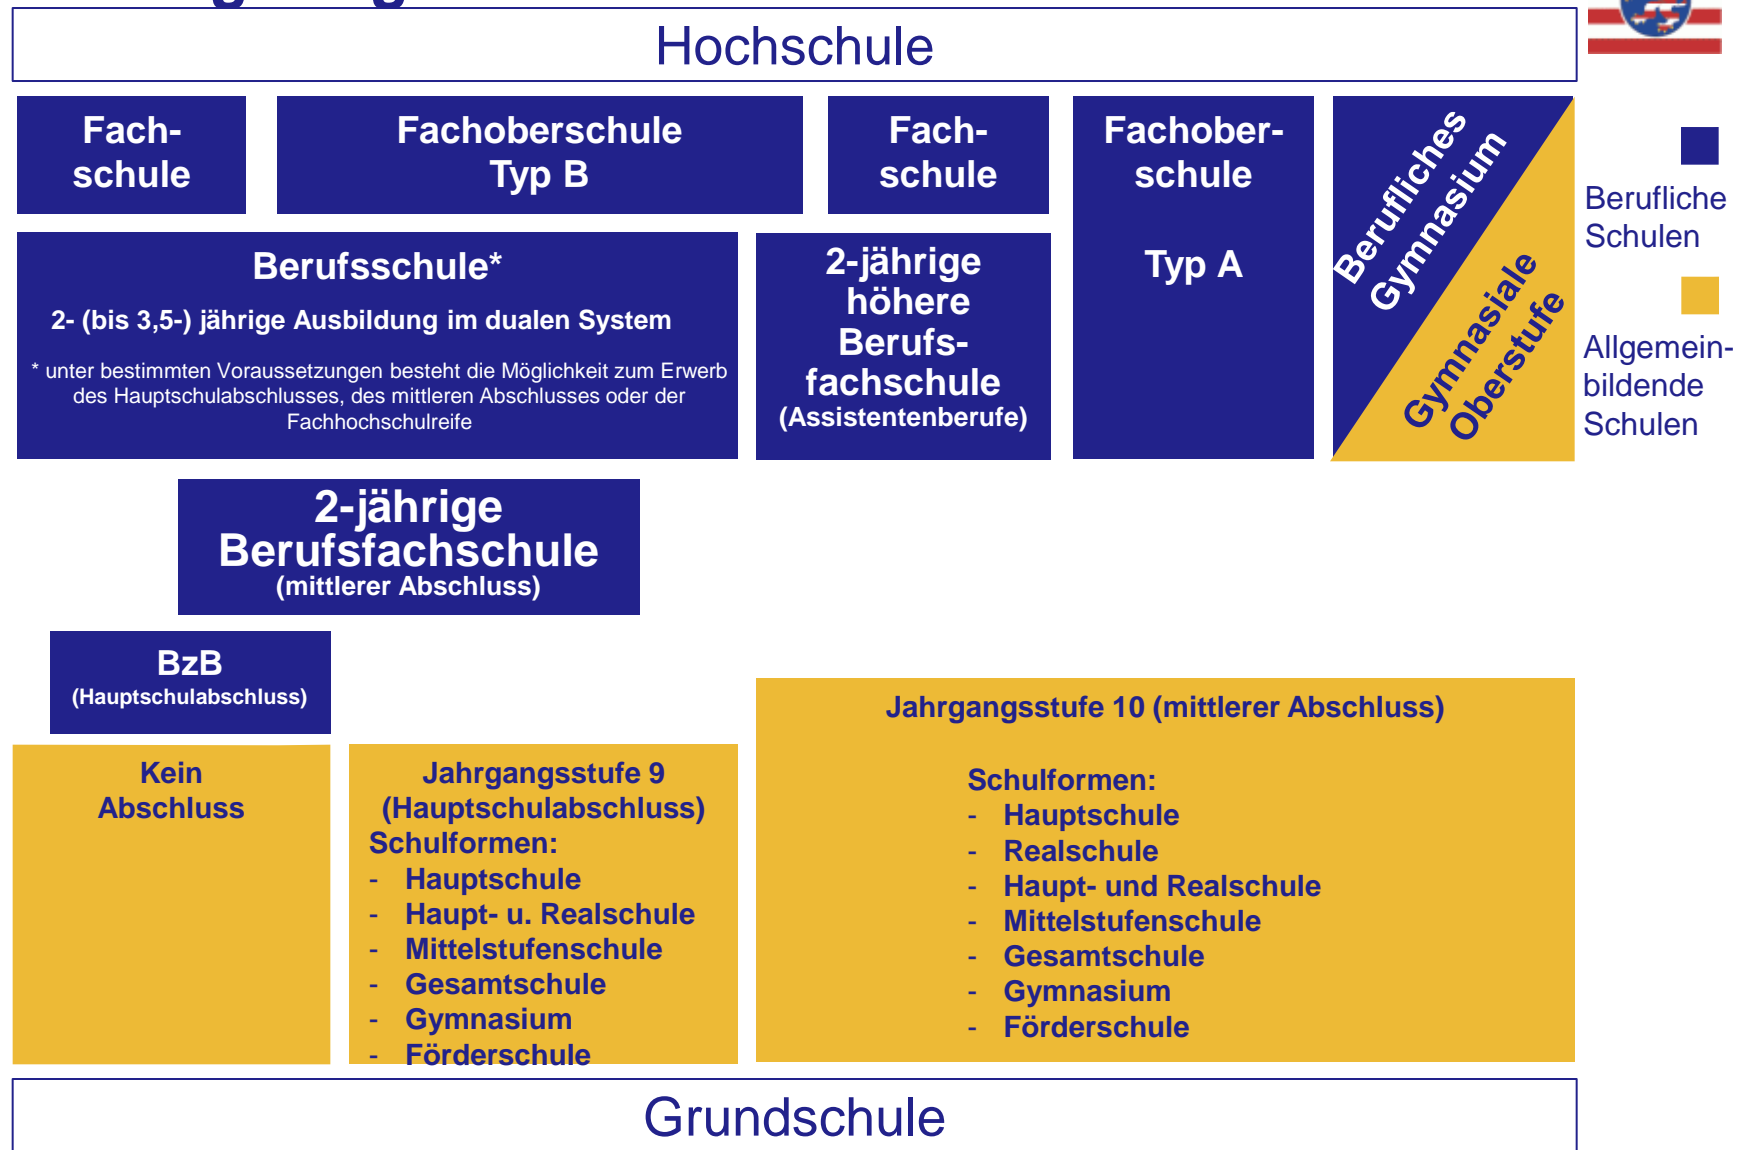 Hochschule
Fach-
schule
Fachoberschule
Typ B
Fach-
schule
Fachober-
schule
Typ A
Berufliches
Gymnasium
Gymnasiale
Oberstufe
Berufliche
Schulen
Allgemein-
bildende
Schulen
Berufsschule*
2- (bis 3,5-) jährige Ausbildung im dualen System
* unter bestimmten Voraussetzungen besteht die Möglichkeit zum Erwerb
des Hauptschulabschlusses, des mittleren Abschlusses oder der
Fachhochschulreife
2-jährige
höhere
Berufs-
fachschule
(Assistentenberufe)
2-jährige
Berufsfachschule
(mittlerer Abschluss)
BzB
(Hauptschulabschluss)
Kein
Abschluss
Jahrgangsstufe 9
(Hauptschulabschluss)
Schulformen:
- Hauptschule
- Haupt- u. Realschule
- Mittelstufenschule
- Gesamtschule
- Gymnasium
- Förderschule
Jahrgangsstufe 10 (mittlerer Abschluss)
Schulformen:
- Hauptschule
- Realschule
- Haupt- und Realschule
- Mittelstufenschule
- Gesamtschule
- Gymnasium
- Förderschule
Grundschule